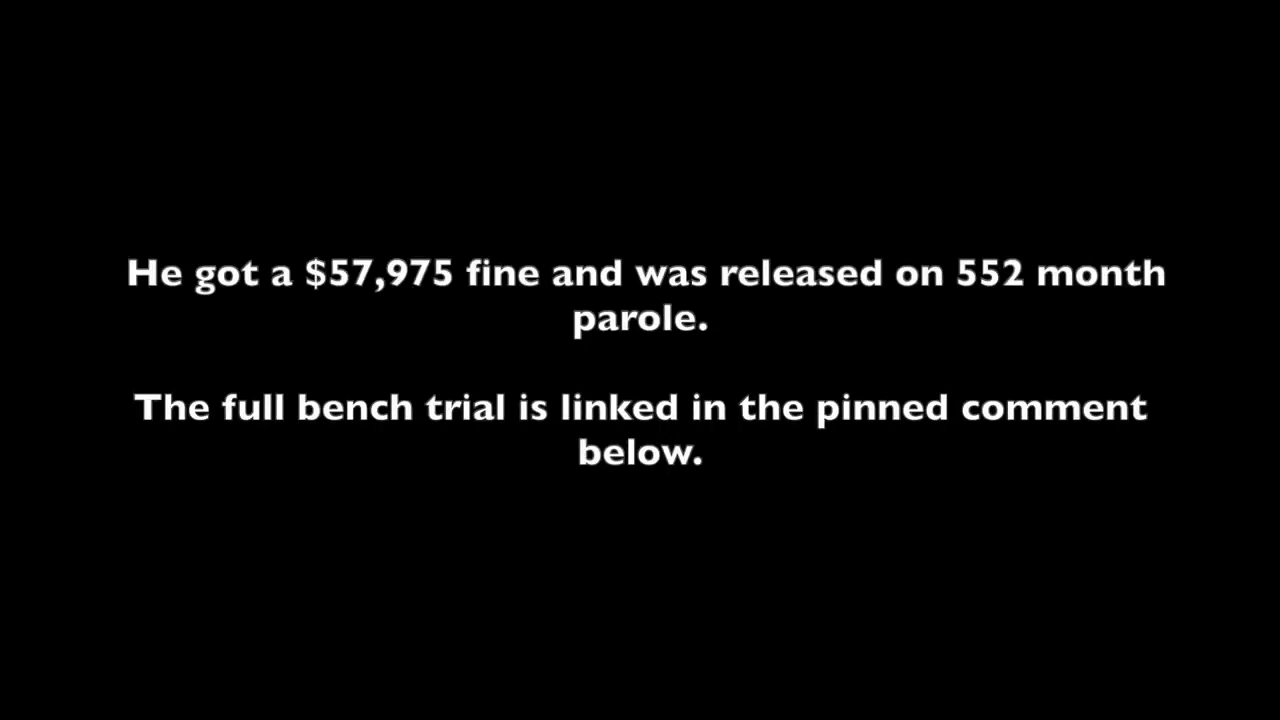 He got a $57,975 fine and was released on 552 month
parole.
The full bench trial is linked in the pinned comment
below.